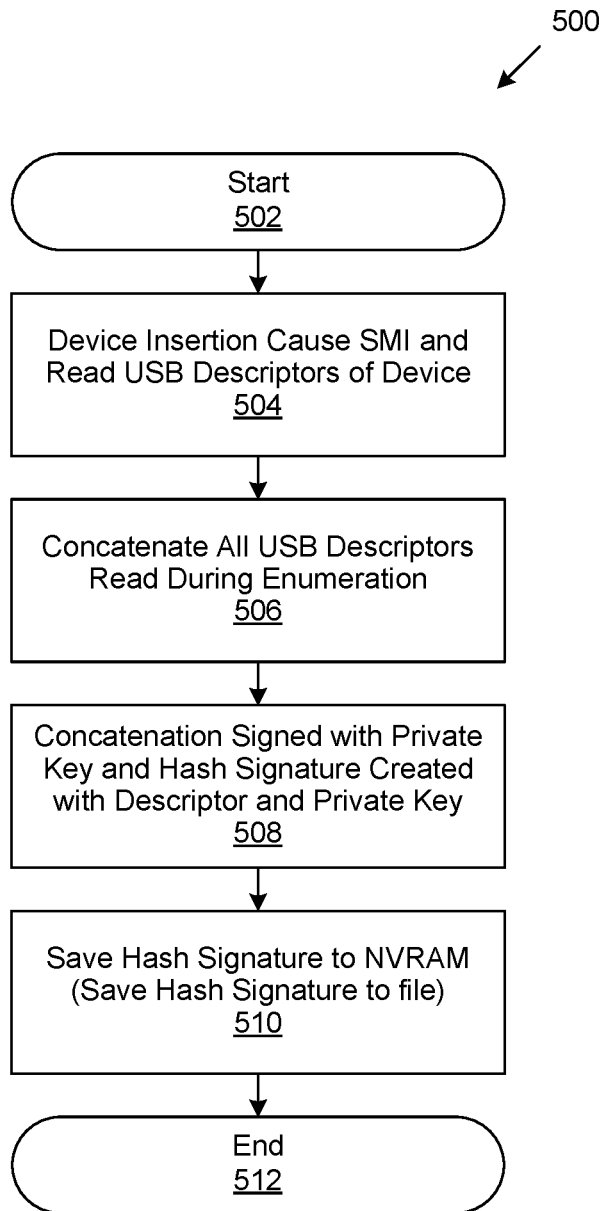 500
Start
502
Device Insertion Cause SMI and
Read USB Descriptors of Device
504
Concatenate All USB Descriptors
Read During Enumeration
506
Concatenation Signed with Private
Key and Hash Signature Created
with Descriptor and Private Key
508
Save Hash Signature to NVRAM
(Save Hash Signature to file)
510
End
512